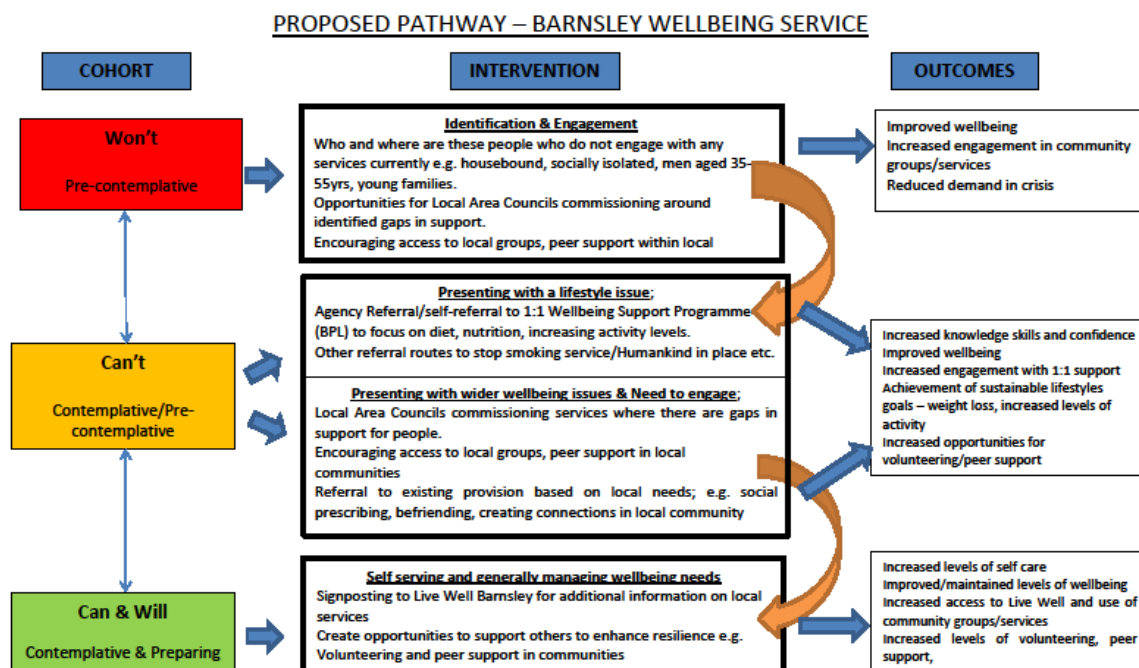 PROPOSED PATHWAY – BARNSLEY WELLBEING SERVICE
COHORT
INTERVENTION
OUTCOMES
Won't
Pre-contemplative
Identification & Engagement
Who and where are these people who do not engage with any
services currently e.g. housebound, socially isolated, men aged 35-
55yrs, young families.
Opportunities for Local Area Councils commissioning around
identified gaps in support.
Encouraging access to local groups, peer support within local
Improved wellbeing
Increased engagement in community
groups/services
Reduced demand in crisis
Can't
Contemplative/Pre-
contemplative
Presenting with a lifestyle issue;
Agency Referral/self-referral to 1:1 Wellbeing Support Programme
(BPL) to focus on diet, nutrition, increasing activity levels.
Other referral routes to stop smoking service/Humankind in place etc.
Presenting with wider wellbeing issues & Need to engage;
Local Area Councils commissioning services where there are gaps in
support for people.
Encouraging access to local groups, peer support in local
communities
Referral to existing provision based on local needs; e.g. social
prescribing, befriending, creating connections in local community
Increased knowledge skills and confidence
Improved wellbeing
Increased engagement with 1:1 support
Achievement of sustainable lifestyles
goals – weight loss, increased levels of
activity
Increased opportunities for
volunteering/peer support
Can & Will
Contemplative & Preparing
Self serving and generally managing wellbeing needs
Signposting to Live Well Barnsley for additional information on local
services
Create opportunities to support others to enhance resilience e.g.
Volunteering and peer support in communities
Increased levels of self care
Improved/maintained levels of wellbeing
Increased access to Live Well and use of
community groups/services
Increased levels of volunteering, peer
support,